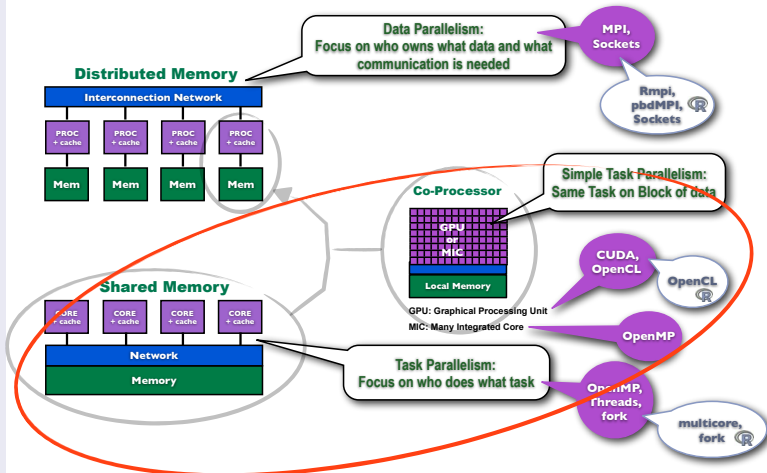 Data Parallelism:
Focus on who owns what data and what
communication is needed
MPI,
Sockets
Rmpi,
pbdMPI, R
Sockets
Distributed Memory
Interconnection Network
PROC
+ cache
PROC
+ cache
PROC
+ cache
PROC
+ cache
Mem
Mem
Mem
Mem
Simple Task Parallelism:
Same Task on Block of data
Co-Processor
GPU
or
MIC
Local Memory
GPU: Graphical Processing Unit
MIC: Many Integrated Core
CUDA,
OpenCL
OpenCL
R
OpenMP
Shared Memory
CORE
+ cache
CORE
+ cache
CORE
+ cache
CORE
+ cache
Network
Memory
Task Parallelism:
Focus on who does what task
OpenMP,
Threads,
fork
multicore,
fork R